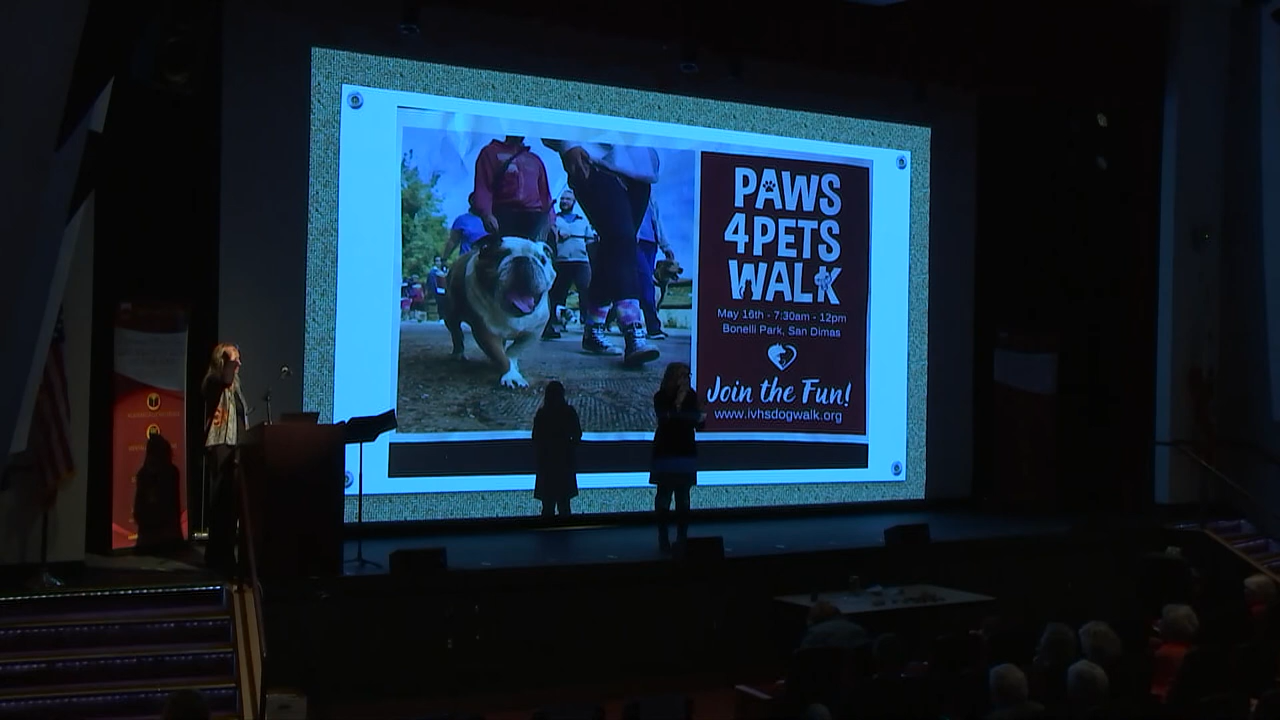 PAWS
4PETS
WALK
May 16th - 7:30am - 12pm
Bonelli Park, San Dimas
Join the Fun!
www.ivhsdogwalk.org